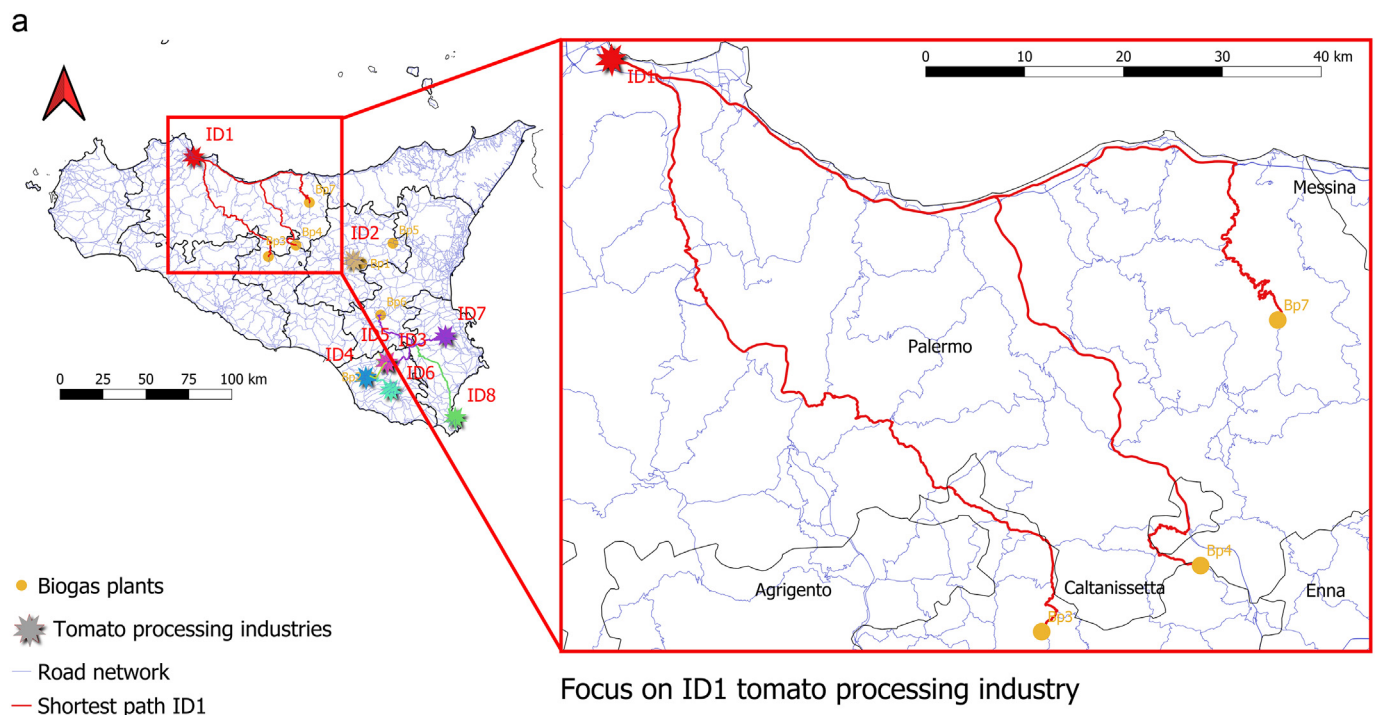 a
ID1
Bp7
Bp4
Bp3
ID2
Bp5
Bp1
Bp6
ID7
ID5
ID3
ID4
ID6
ID8
0 25 50 75 100 km
Biogas plants
Tomato processing industries
Road network
Shortest path ID1
0 10 20 30 40 km
ID1
Messina
Bp7
Palermo
Bp4
Agrigento
Caltanissetta
Enna
Bp3
Focus on ID1 tomato processing industry